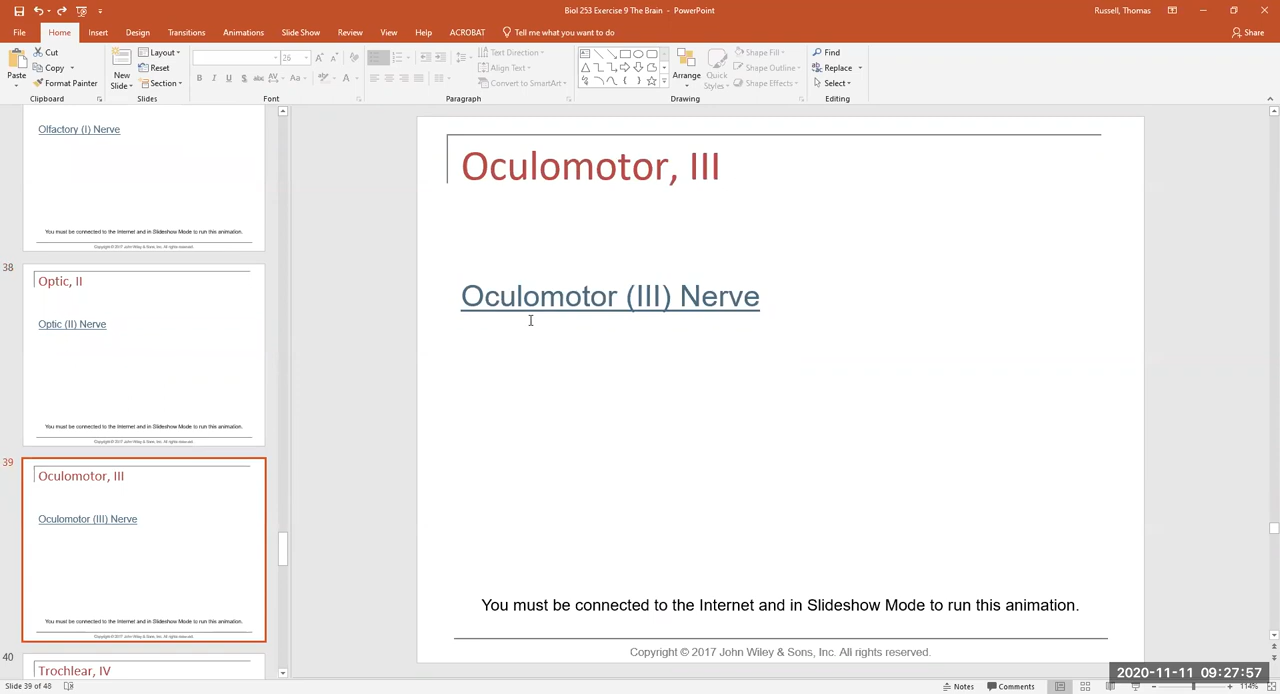 Biol 253 Exercise 9 The Brain - PowerPoint
Russell, Thomas
File Home Insert Design Transitions Animations Slide Show Review View Help ACROBAT Tell me what you want to do
Share
Paste
Cut
Copy
Format Painter
Clipboard
New
Slide
Layout
Reset
Section
Slides
26
Font
Paragraph
Text Direction
Align Text
Convert to SmartArt
Arrange
Quick
Styles
Shape Fill
Shape Outline
Shape Effects
Drawing
Find
Replace
Select
Editing
Olfactory (I) Nerve
You must be connected to the Internet and in Slideshow Mode to run this animation.
Copyright © 2017 John Wiley & Sons, Inc. All rights reserved.
38
Optic, II
Optic (II) Nerve
You must be connected to the Internet and in Slideshow Mode to run this animation.
Copyright © 2017 John Wiley & Sons, Inc. All rights reserved.
39
Oculomotor, III
Oculomotor (III) Nerve
You must be connected to the Internet and in Slideshow Mode to run this animation.
Copyright © 2017 John Wiley & Sons, Inc. All rights reserved.
40
Trochlear, IV
Oculomotor, III
Oculomotor (III) Nerve
You must be connected to the Internet and in Slideshow Mode to run this animation.
Copyright © 2017 John Wiley & Sons, Inc. All rights reserved.
2020-11-11 09:27:57
Slide 39 of 48
Notes
Comments
114%